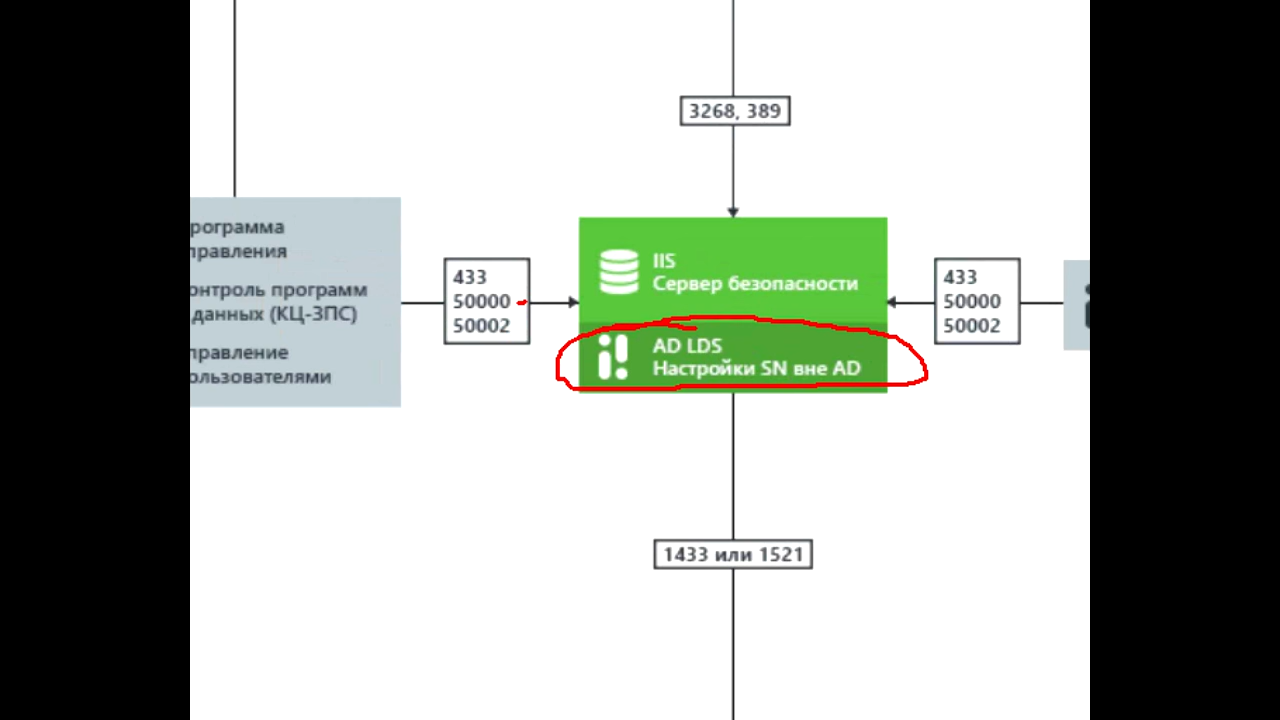 3268, 389
рограмма
правления
онтроль программ
данных (КЦ-ЗПС)
правление
ользователями
433
50000
50002
IIS
Сервер безопасности
AD LDS
Настройки SN вне AD
433
50000
50002
1433 или 1521